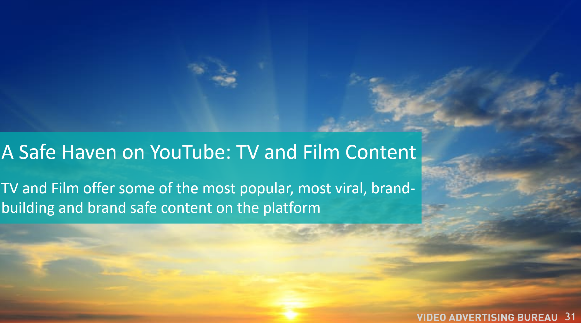 A Safe Haven on YouTube: TV and Film Content
TV and Film offer some of the most popular, most viral, brand-
building and brand safe content on the platform
VIDEO ADVERTISING BUREAU 31